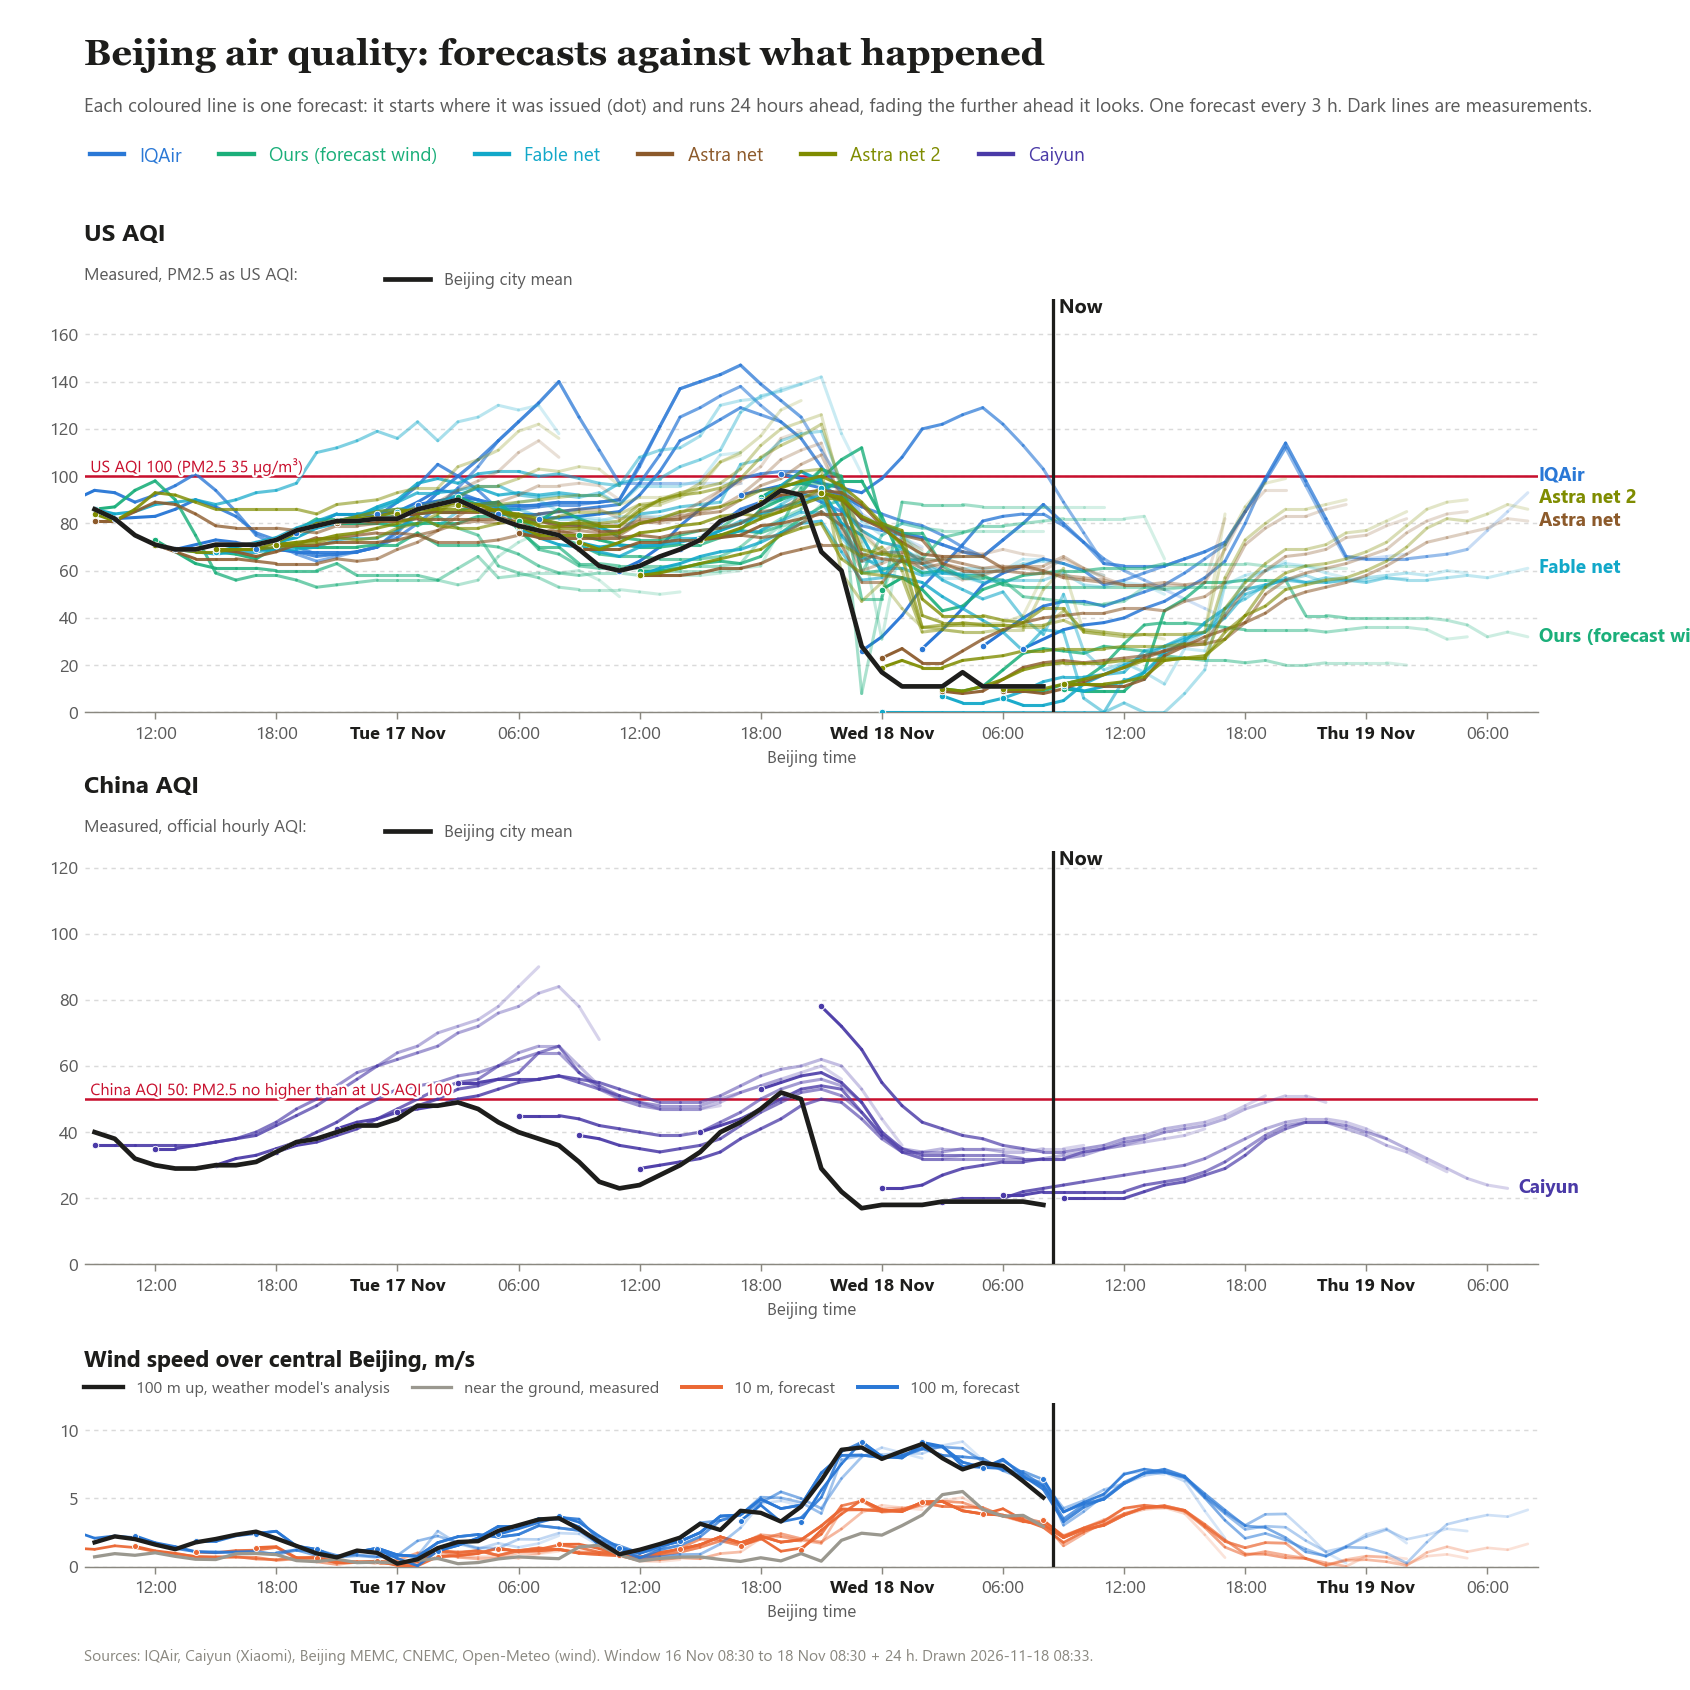 Beijing air quality: forecasts against what happened
Each coloured line is one forecast: it starts where it was issued (dot) and runs 24 hours ahead, fading the further ahead it looks. One forecast every 3 h. Dark lines are measurements.
IQAir Ours (forecast wind) Fable net Astra net Astra net 2 Caiyun
US AQI
Measured, PM2.5 as US AQI: Beijing city mean
Now
160
140
120
US AQI 100 (PM2.5 35 µg/m³)
100
80
60
40
20
0
IQAir
Astra net 2
Astra net
Fable net
Ours (forecast wi
12:00 18:00 Tue 17 Nov 06:00 12:00 18:00 Wed 18 Nov 06:00 12:00 18:00 Thu 19 Nov 06:00
Beijing time
China AQI
Measured, official hourly AQI: Beijing city mean
Now
120
100
80
60
China AQI 50: PM2.5 no higher than at US AQI 100
40
20
0
Caiyun
12:00 18:00 Tue 17 Nov 06:00 12:00 18:00 Wed 18 Nov 06:00 12:00 18:00 Thu 19 Nov 06:00
Beijing time
Wind speed over central Beijing, m/s
100 m up, weather model's analysis near the ground, measured 10 m, forecast 100 m, forecast
10
5
0
12:00 18:00 Tue 17 Nov 06:00 12:00 18:00 Wed 18 Nov 06:00 12:00 18:00 Thu 19 Nov 06:00
Beijing time
Sources: IQAir, Caiyun (Xiaomi), Beijing MEMC, CNEMC, Open-Meteo (wind). Window 16 Nov 08:30 to 18 Nov 08:30 + 24 h. Drawn 2026-11-18 08:33.